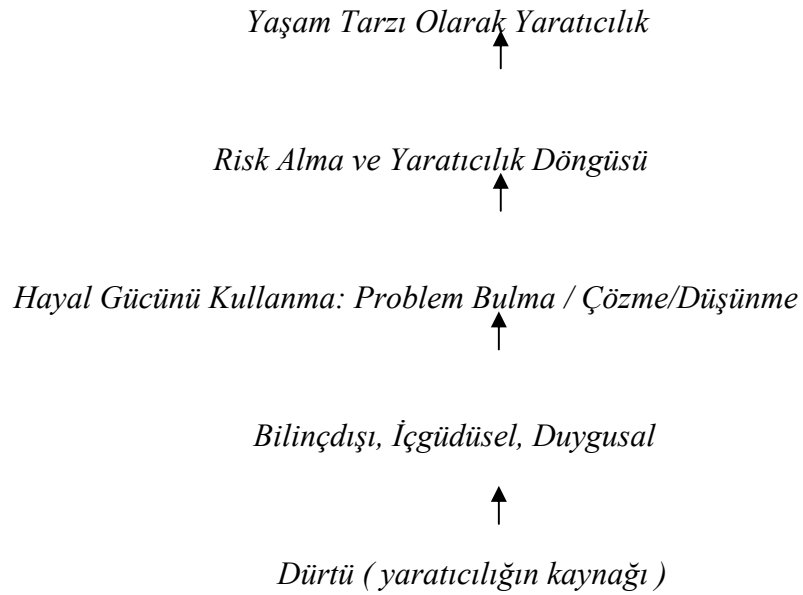 Yaşam Tarzı Olarak Yaratıcılık
Risk Alma ve Yaratıcılık Döngüsü
Hayal Gücünü Kullanma: Problem Bulma / Çözme/Düşünme
Bilinçdışı, İçgüdüsel, Duygusal
Dürtü ( yaratıcılığın kaynağı )